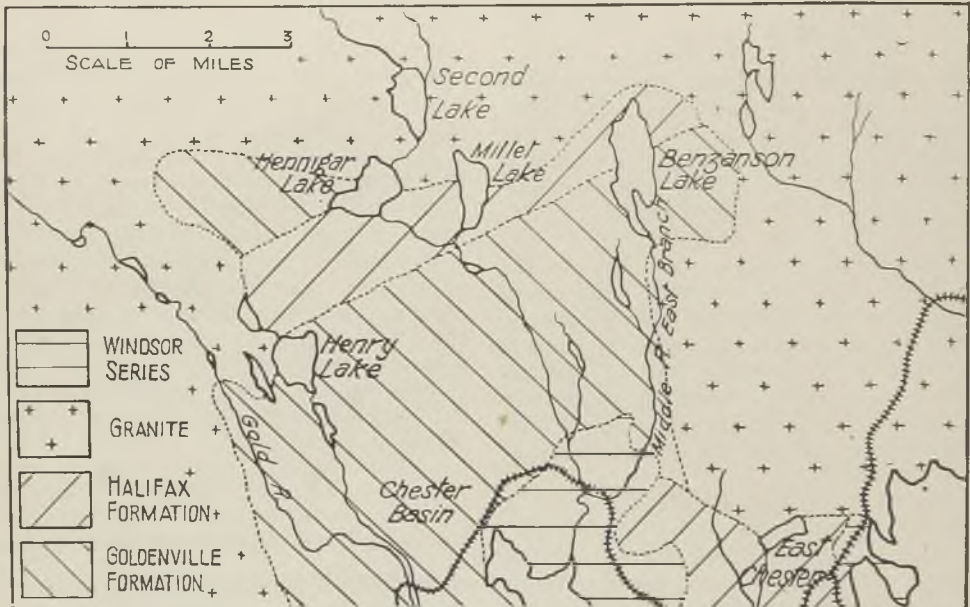 0 1 2 3
SCALE OF MILES
Second
Lake
Hennigar
Lake
Millet
Lake
Benzanson
Lake
Middle R. East Branch
Henry
Lake
Gold R.
Chester
Basin
East
Chester
WINDSOR
SERIES
GRANITE
HALIFAX
FORMATION
GOLDENVILLE
FORMATION